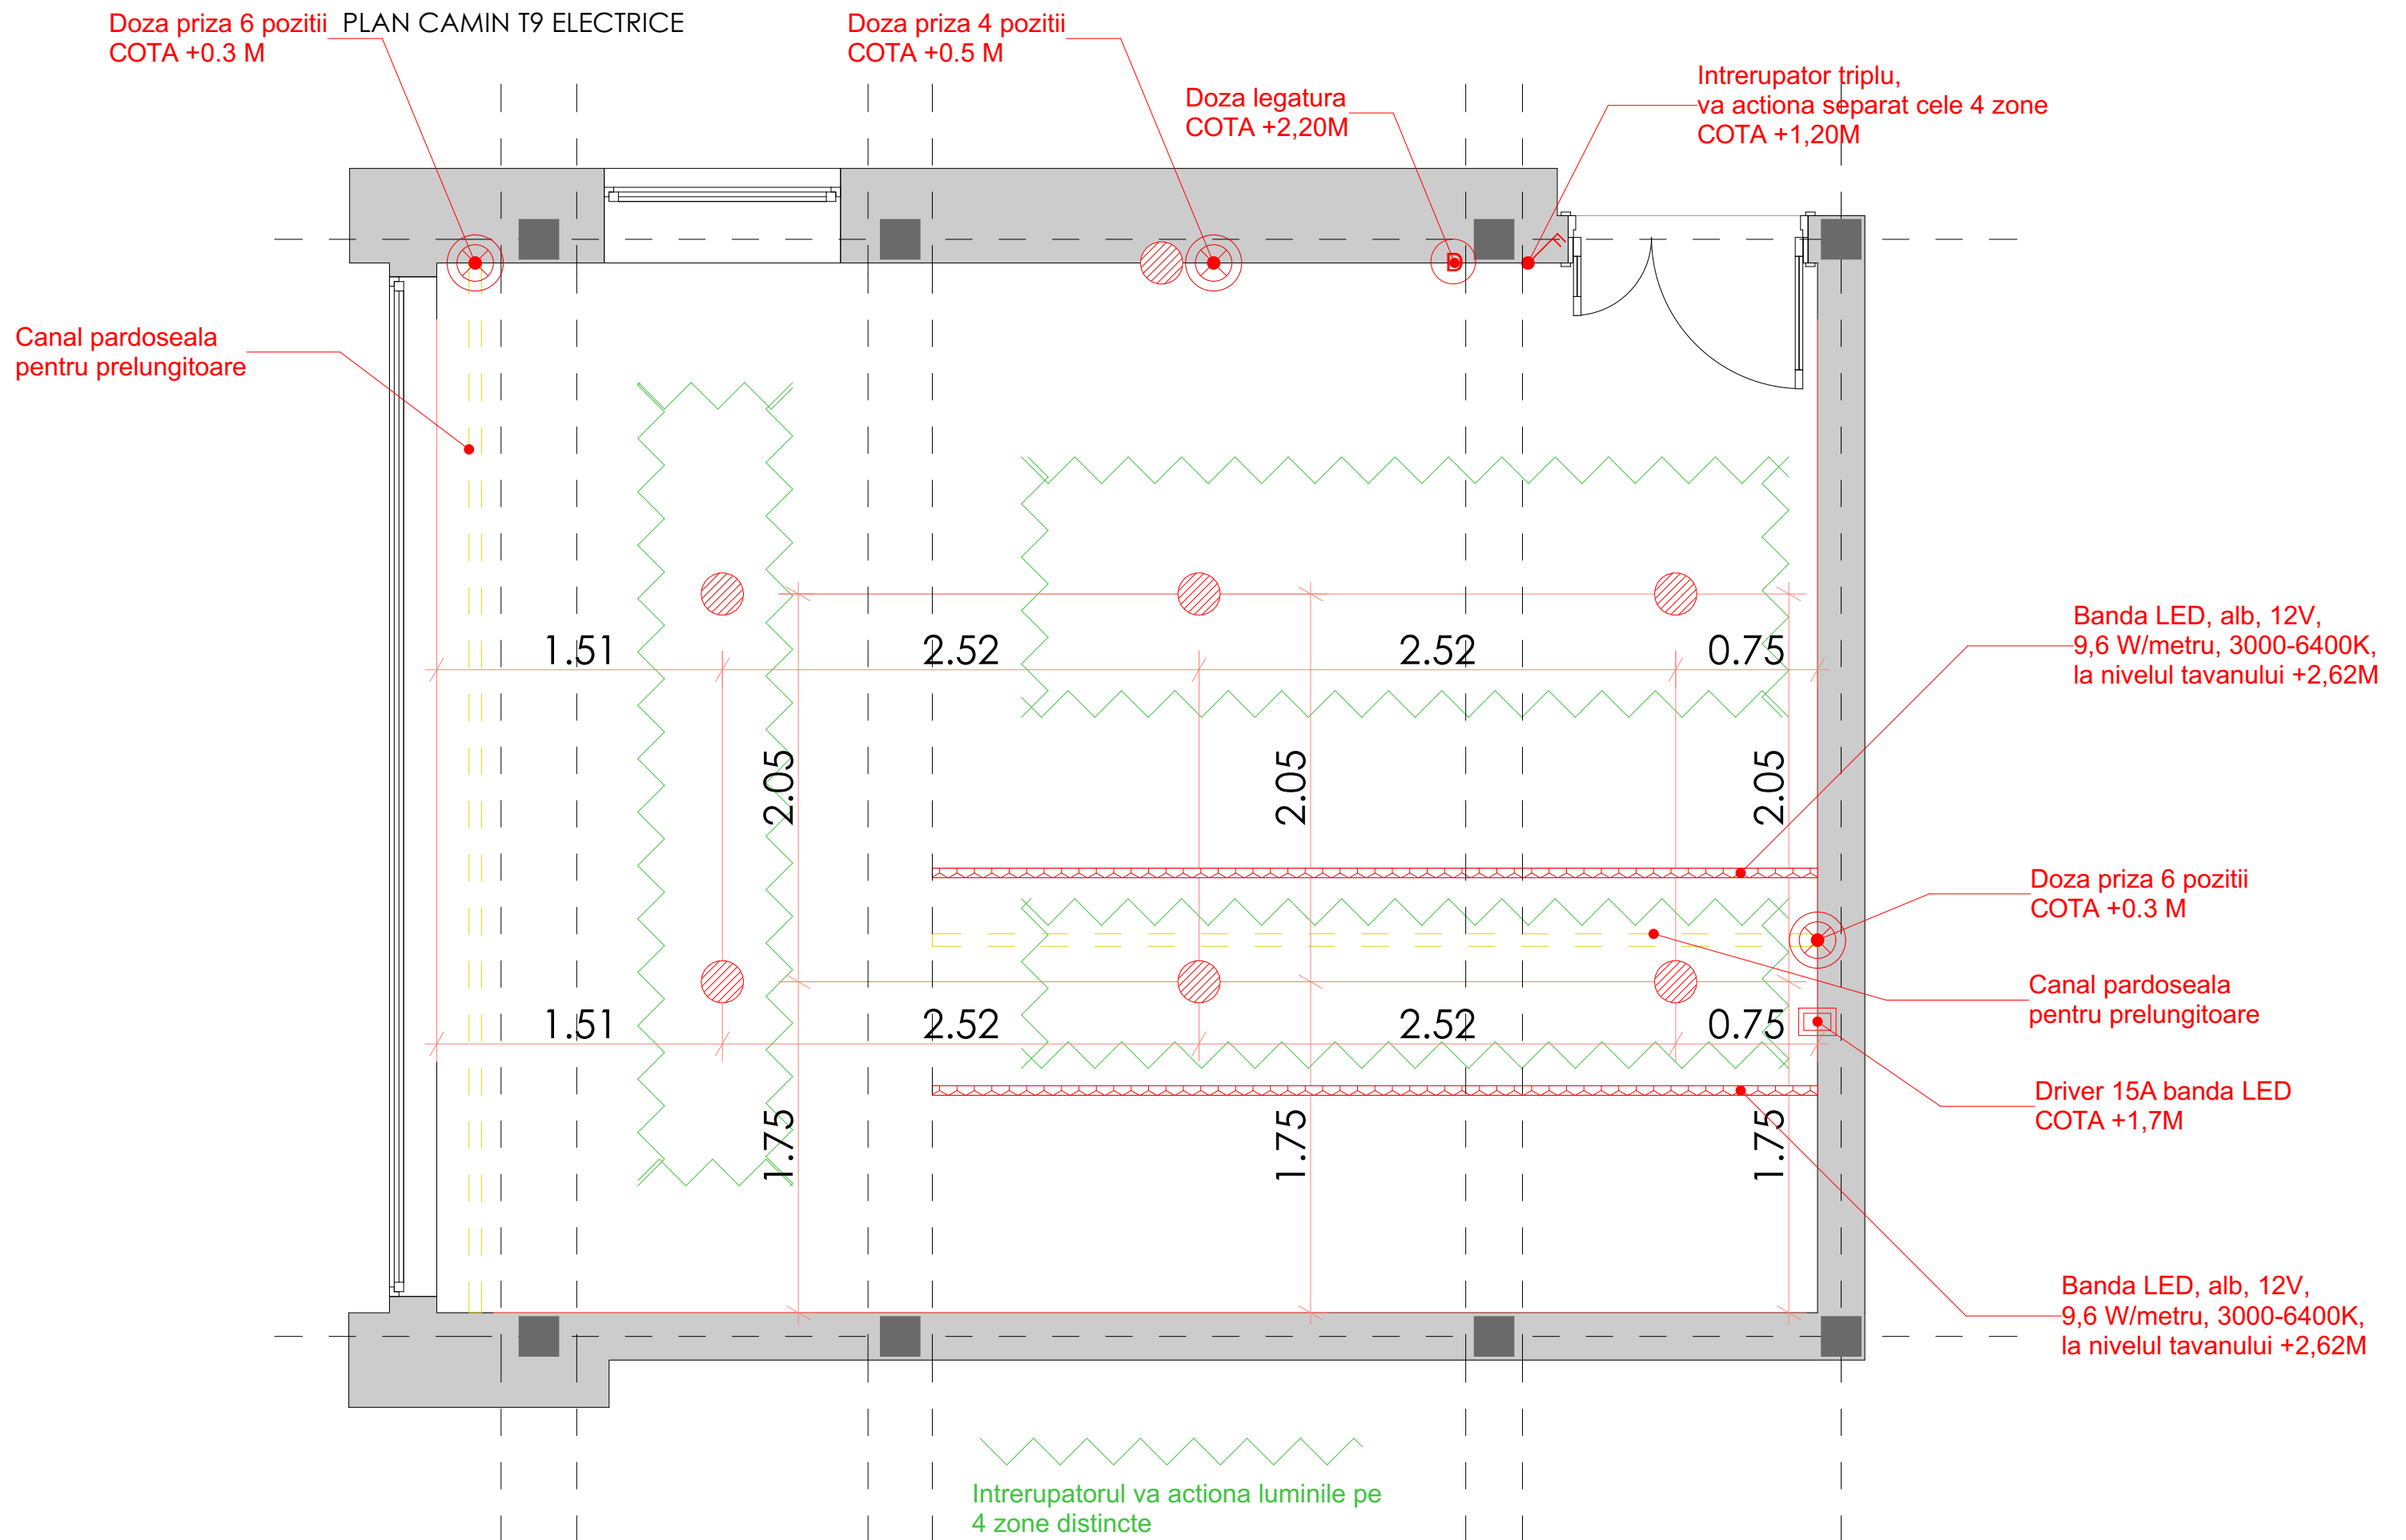 Doza priza 6 pozitii
COTA +0.3 M
PLAN CAMIN T9 ELECTRICE
Doza priza 4 pozitii
COTA +0.5 M
Doza legatura
COTA +2,20M
Intrerupator triplu,
va actiona separat cele 4 zone
COTA +1,20M
D
Canal pardoseala
pentru prelungitoare
1.51
2.52
2.52
0.75
Banda LED, alb, 12V,
9,6 W/metru, 3000-6400K,
la nivelul tavanului +2,62M
2.05
2.05
2.05
Doza priza 6 pozitii
COTA +0.3 M
Canal pardoseala
pentru prelungitoare
1.51
2.52
2.52
0.75
Driver 15A banda LED
COTA +1,7M
1.75
1.75
1.75
Banda LED, alb, 12V,
9,6 W/metru, 3000-6400K,
la nivelul tavanului +2,62M
Intrerupatorul va actiona luminile pe
4 zone distincte